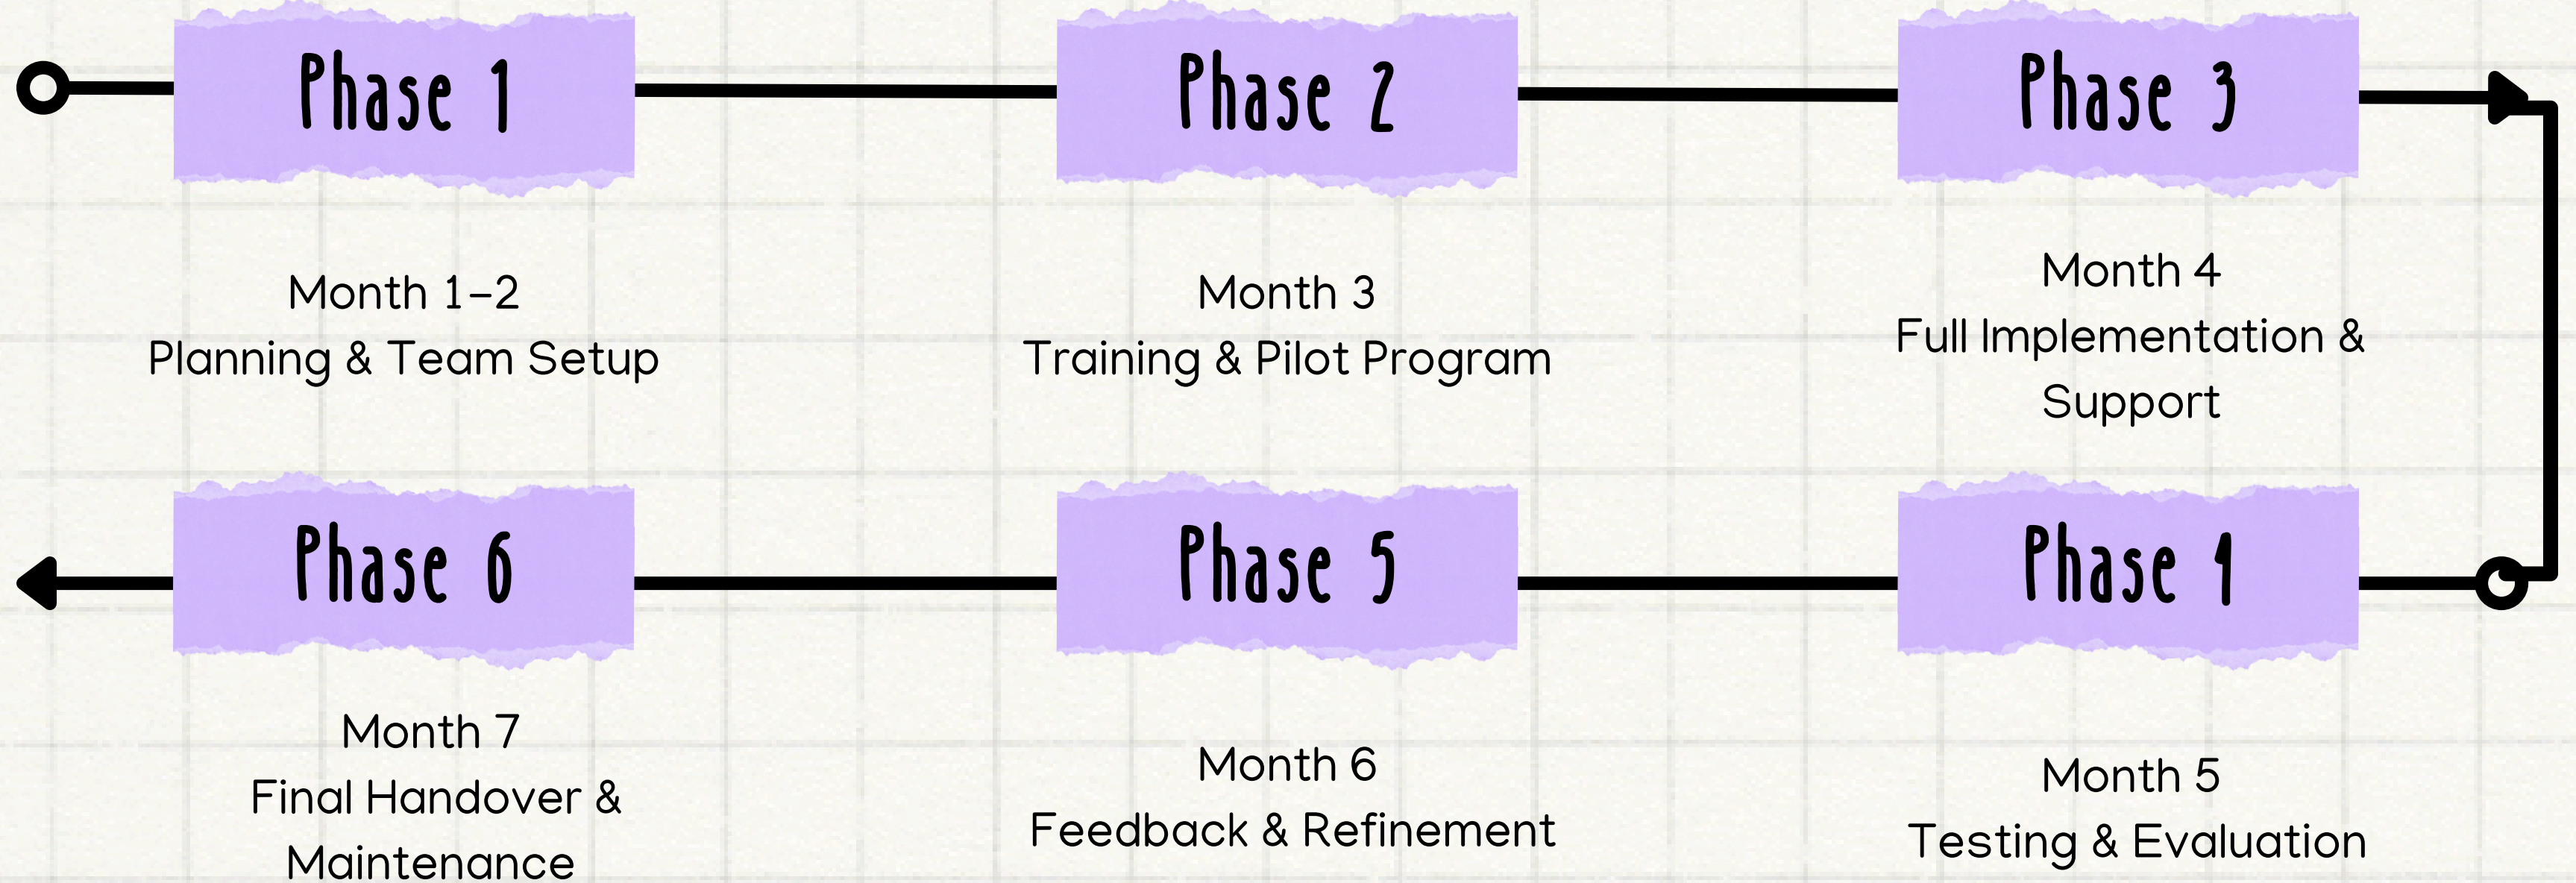 Phase 1
Month 1-2
Planning & Team Setup
Phase 2
Month 3
Training & Pilot Program
Phase 3
Month 4
Full Implementation &
Support
Phase 4
Month 5
Testing & Evaluation
Phase 5
Month 6
Feedback & Refinement
Phase 6
Month 7
Final Handover &
Maintenance